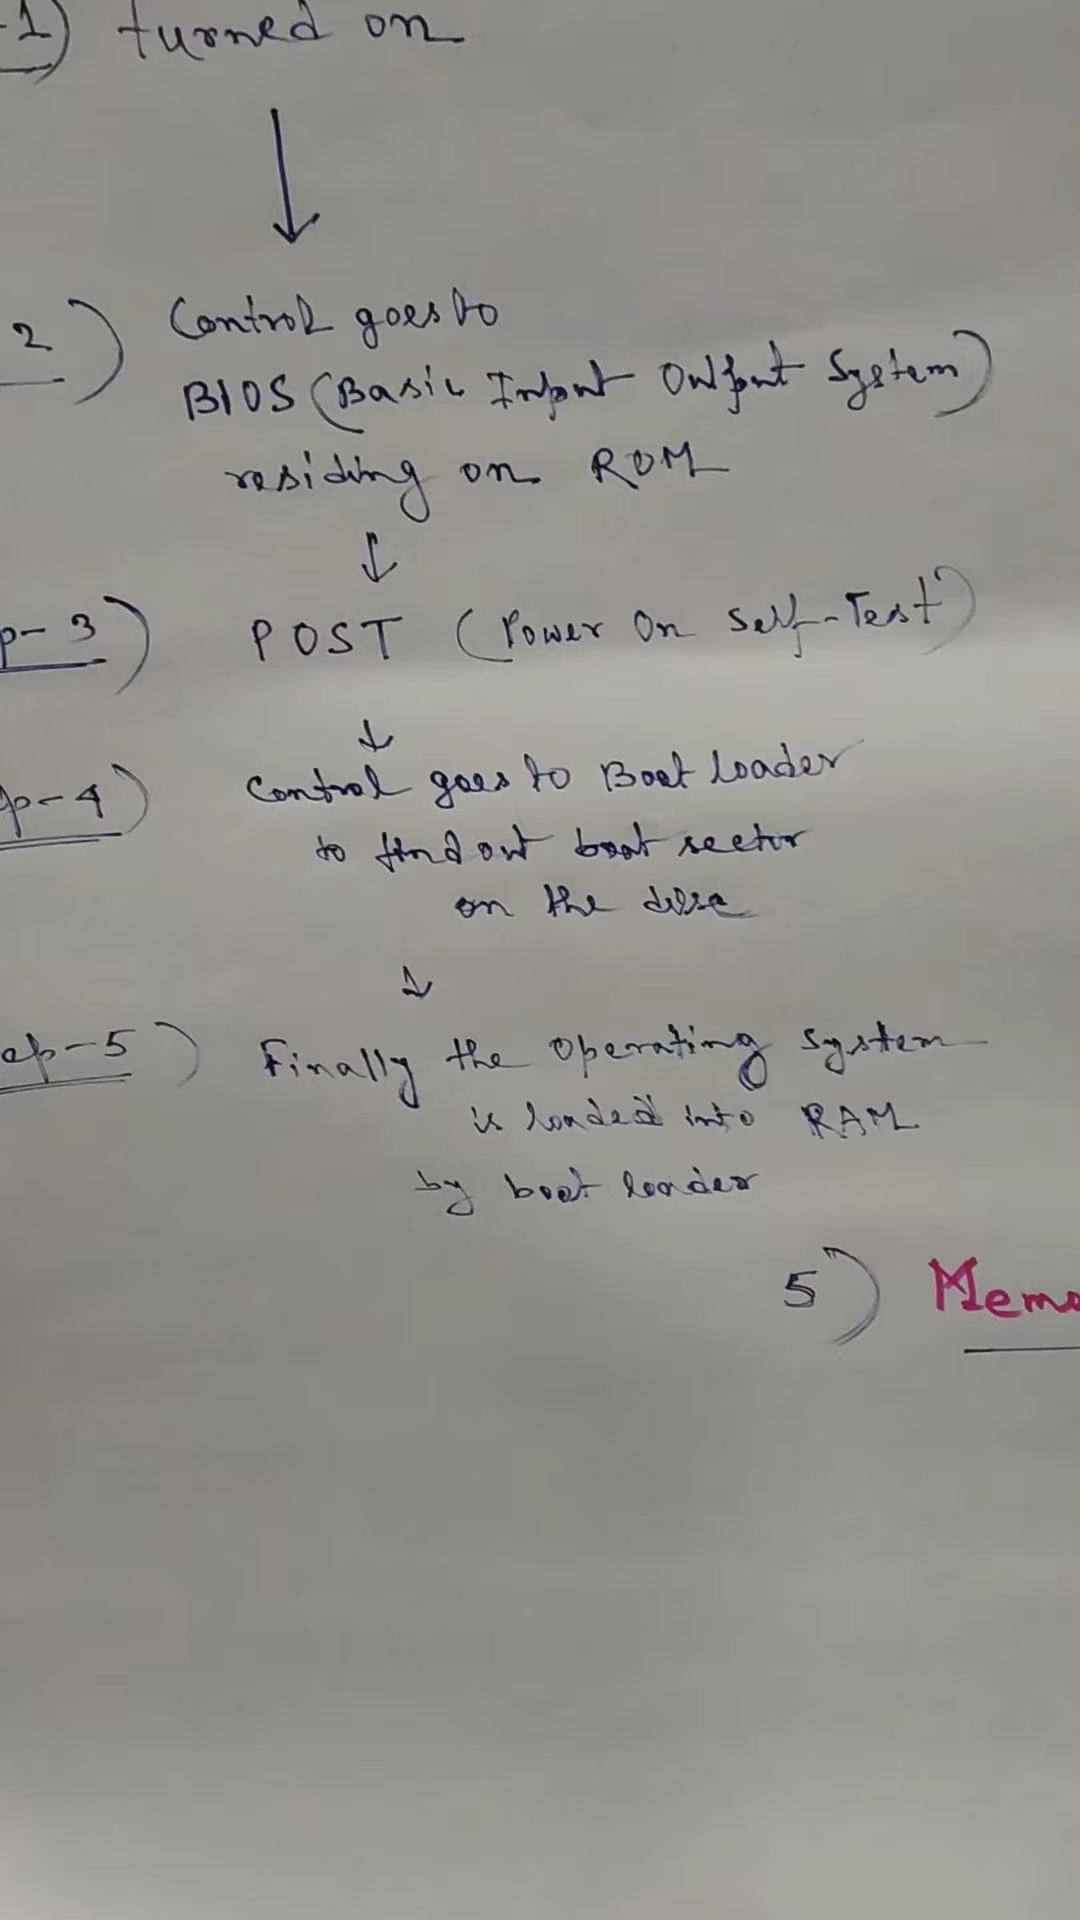 -1) turned on
↓
2) Control goes to
BIOS (Basic Input Output System)
residing on ROM
↓
p-3) POST (Power On Self-Test)
↓
p-4) Control goes to Boot loader
to find out boot sector
on the disc
↓
ep-5) Finally the operating system
is loaded into RAM
by boot loader
5) Memo